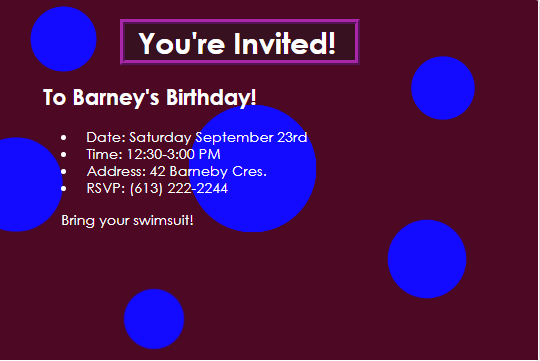 You're Invited!
To Barney's Birthday!
Date: Saturday September 23rd
Time: 12:30-3:00 PM
Address: 42 Barneby Cres.
RSVP: (613) 222-2244
Bring your swimsuit!